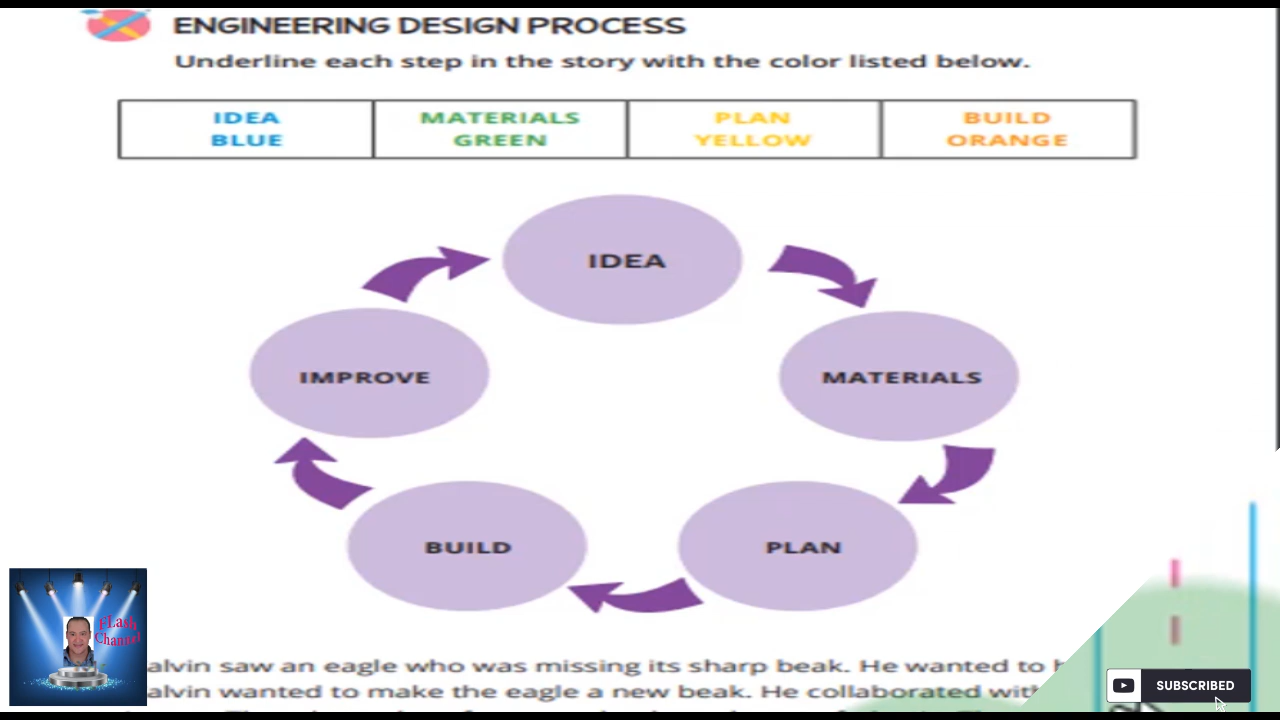 ENGINEERING DESIGN PROCESS
Underline each step in the story with the color listed below.
IDEA
BLUE
MATERIALS
GREEN
PLAN
YELLOW
BUILD
ORANGE
IDEA
IMPROVE
MATERIALS
BUILD
PLAN
FLash
Channel
alvin saw an eagle who was missing its sharp beak. He wanted to
alvin wanted to make the eagle a new beak. He collaborated with
SUBSCRIBED